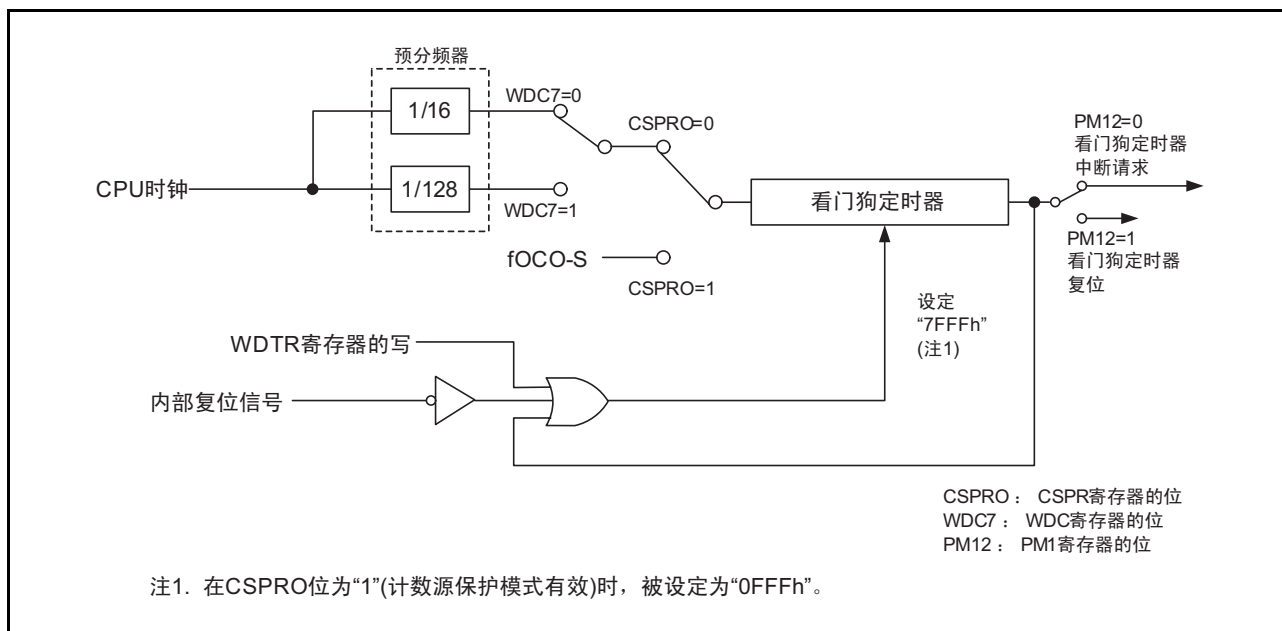 预分频器
1/16
WDC7=0
CSPRO=0
PM12=0
看门狗定时器
中断请求
CPU时钟
1/128
WDC7=1
看门狗定时器
fOCO-S
CSPRO=1
PM12=1
看门狗定时器
复位
设定
“7FFFh”
(注1)
WDTR寄存器的写
内部复位信号
CSPRO： CSPR寄存器的位
WDC7： WDC寄存器的位
PM12： PM1寄存器的位
注1. 在CSPRO位为“1”(计数源保护模式有效)时，被设定为“0FFFh”。